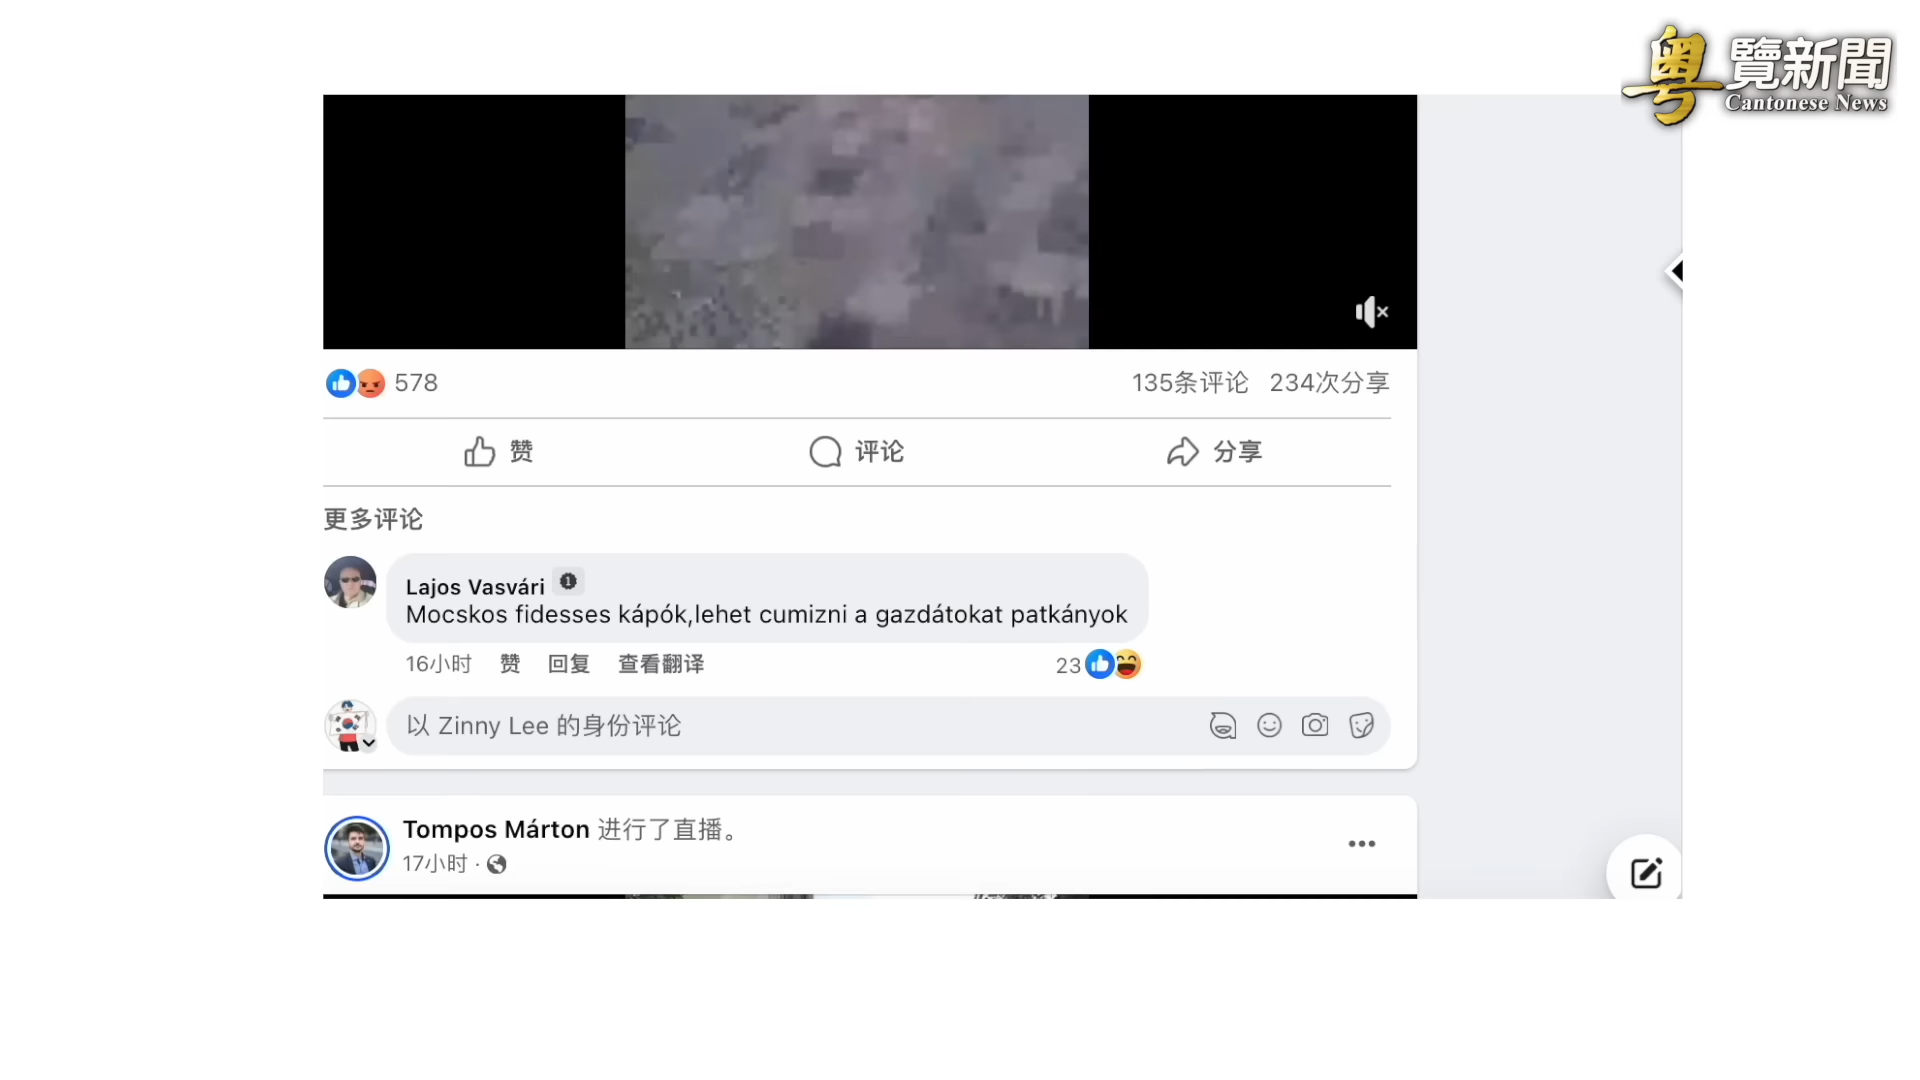 粤覽新聞
Cantonese News
578
135条评论 234次分享
赞 评论 分享
更多评论
Lajos Vasvári
Mocskos fidesses kápók,lehet cumizni a gazdátokat patkányok
16小时 赞 回复 查看翻译 23
以 Zinny Lee 的身份评论
Tompos Márton 进行了直播。
17小时 ·